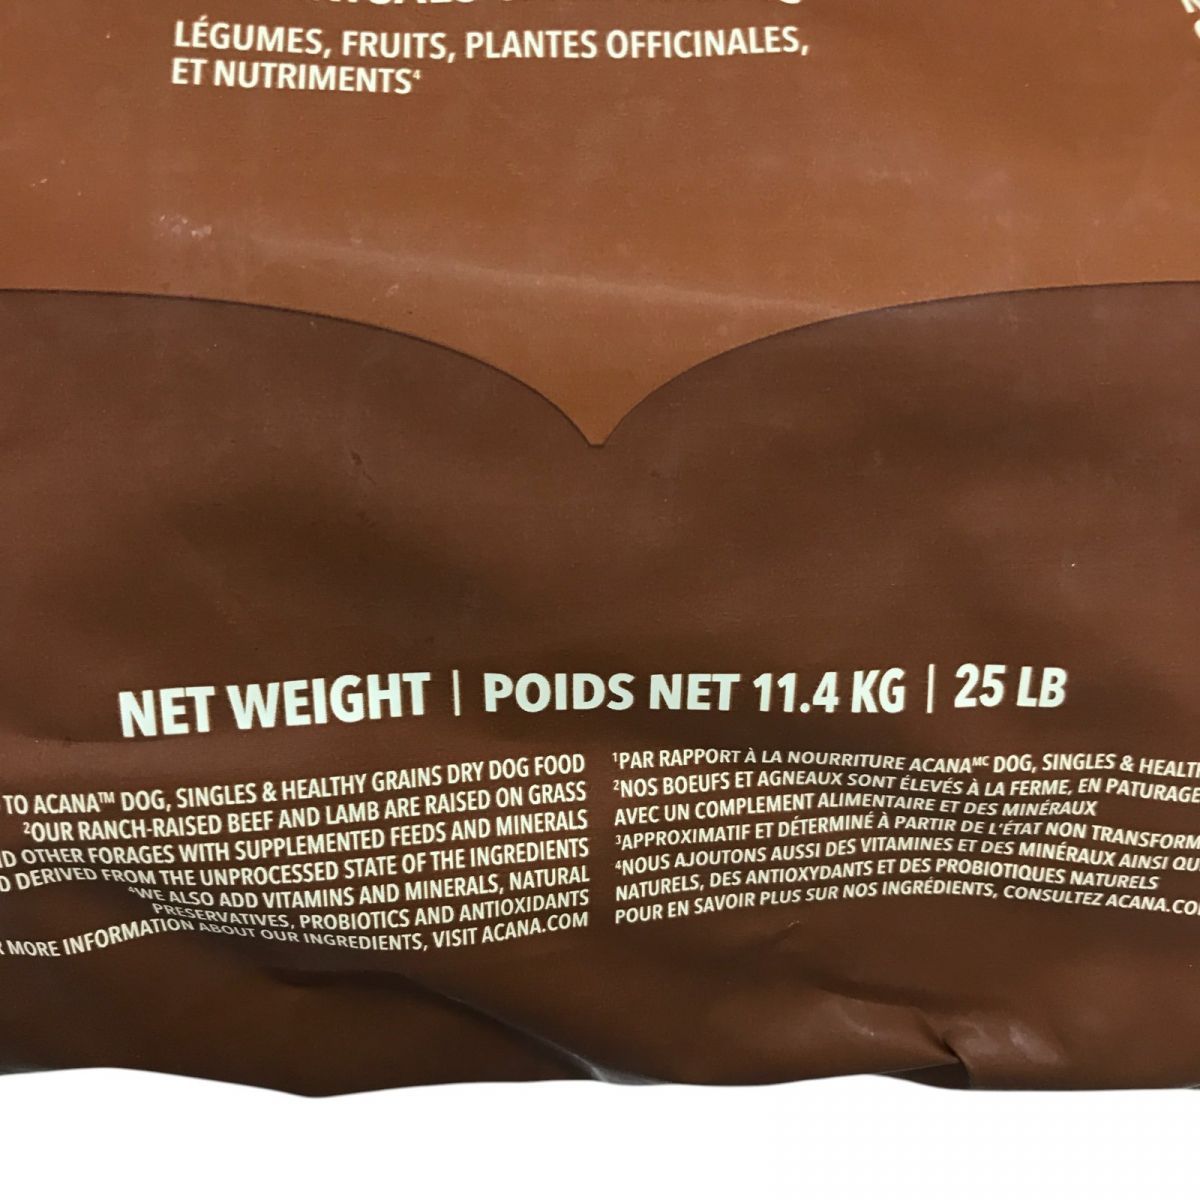 LÉGUMES, FRUITS, PLANTES OFFICINALES,
ET NUTRIMENTS⁴
NET WEIGHT | POIDS NET 11.4 KG | 25 LB
TO ACANA™ DOG, SINGLES & HEALTHY GRAINS DRY DOG FOOD
²OUR RANCH-RAISED BEEF AND LAMB ARE RAISED ON GRASS
OTHER FORAGES WITH SUPPLEMENTED FEEDS AND MINERALS
DERIVED FROM THE UNPROCESSED STATE OF THE INGREDIENTS
⁴WE ALSO ADD VITAMINS AND MINERALS, NATURAL
PRESERVATIVES, PROBIOTICS AND ANTIOXIDANTS
MORE INFORMATION ABOUT OUR INGREDIENTS, VISIT ACANA.COM
¹PAR RAPPORT À LA NOURRITURE ACANAᴹᶜ DOG, SINGLES & HEALT
²NOS BOEUFS ET AGNEAUX SONT ÉLEVÉS À LA FERME, EN PATURAGE
AVEC UN COMPLEMENT ALIMENTAIRE ET DES MINÉRAUX
³APPROXIMATIF ET DÉTERMINÉ À PARTIR DE L'ÉTAT NON TRANSFORM
⁴NOUS AJOUTONS AUSSI DES VITAMINES ET DES MINÉRAUX AINSI QU
NATURELS, DES ANTIOXYDANTS ET DES PROBIOTIQUES NATURELS
POUR EN SAVOIR PLUS SUR NOS INGRÉDIENTS, CONSULTEZ ACANA.CO